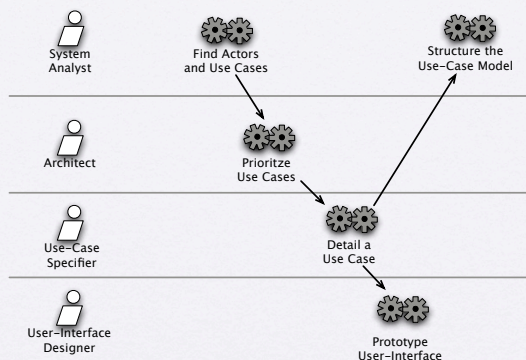 System
Analyst
Find Actors
and Use Cases
Structure the
Use-Case Model
Architect
Prioritze
Use Cases
Use-Case
Specifier
Detail a
Use Case
User-Interface
Designer
Prototype
User-Interface